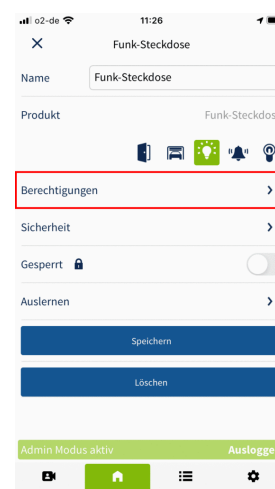 o2-de 11:26
Funk-Steckdose
Name Funk-Steckdose
Produkt Funk-Steckdos
Berechtigungen
Sicherheit
Gesperrt
Auslernen
Speichern
Löschen
Admin Modus aktiv Auslogge